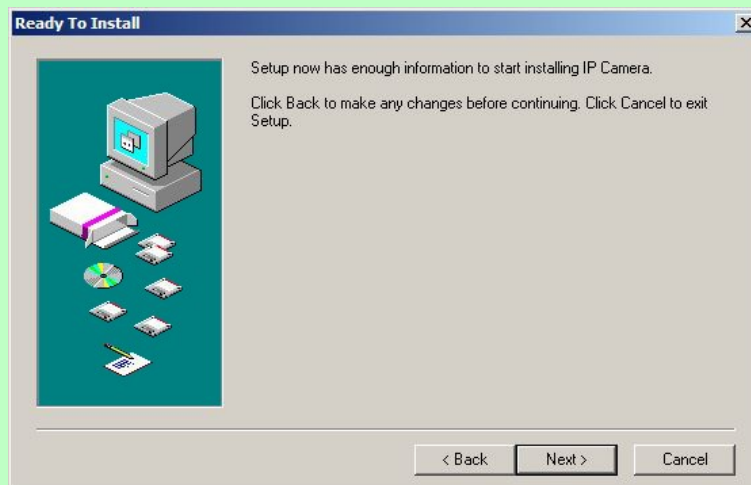 Ready To Install
Setup now has enough information to start installing IP Camera.
Click Back to make any changes before continuing. Click Cancel to exit
Setup.
< Back
Next >
Cancel